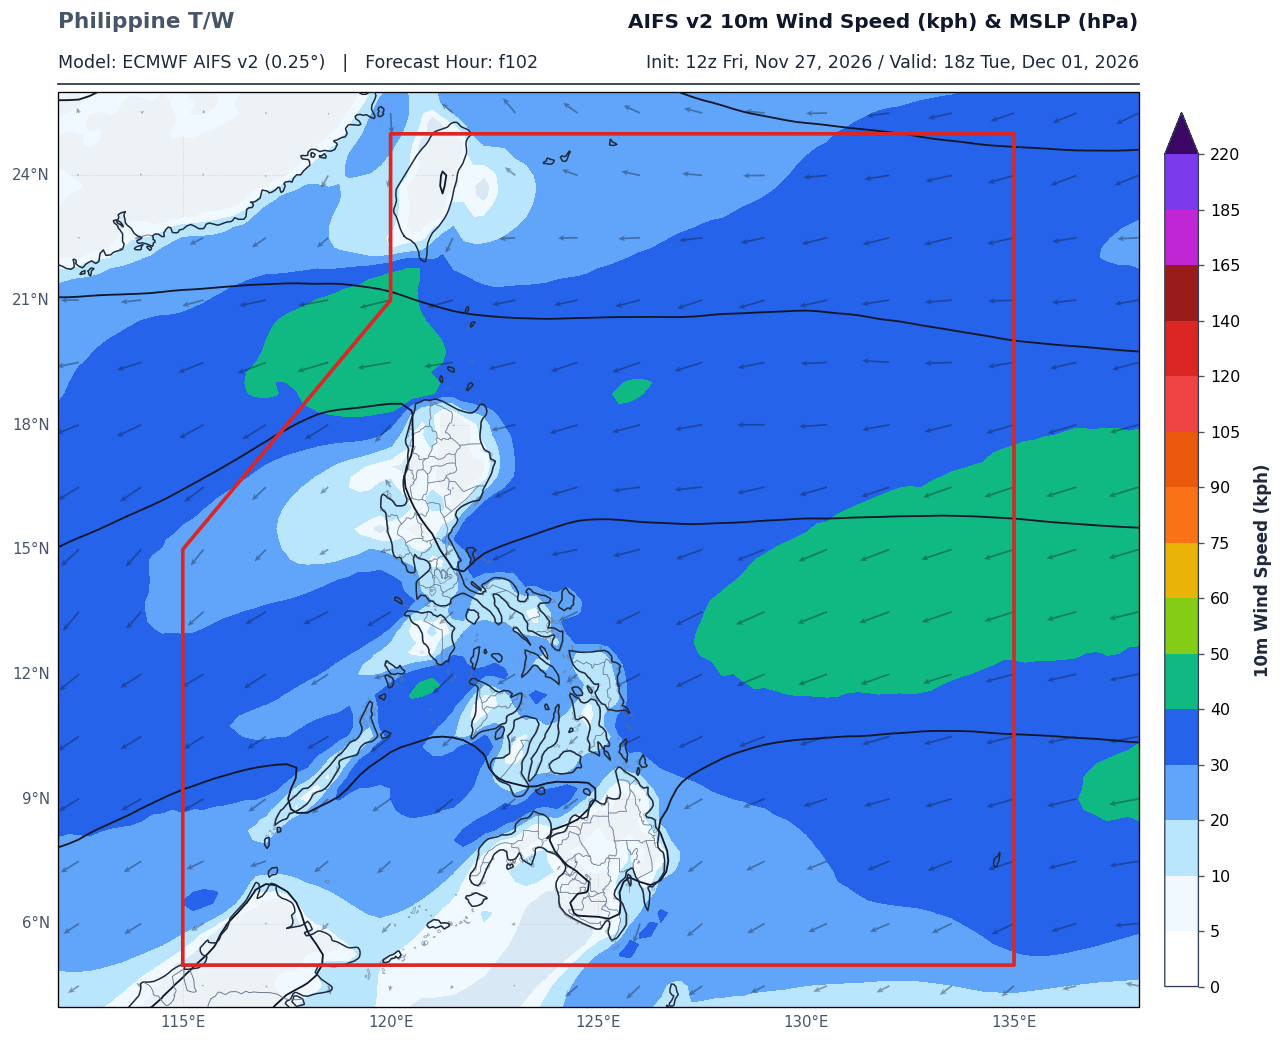 Philippine T/W
AIFS v2 10m Wind Speed (kph) & MSLP (hPa)
Model: ECMWF AIFS v2 (0.25°) | Forecast Hour: f102
Init: 12z Fri, Nov 27, 2026 / Valid: 18z Tue, Dec 01, 2026
24°N
21°N
18°N
15°N
12°N
9°N
6°N
115°E
120°E
125°E
130°E
135°E
220
185
165
140
120
105
90
75
60
50
40
30
20
10
5
0
10m Wind Speed (kph)